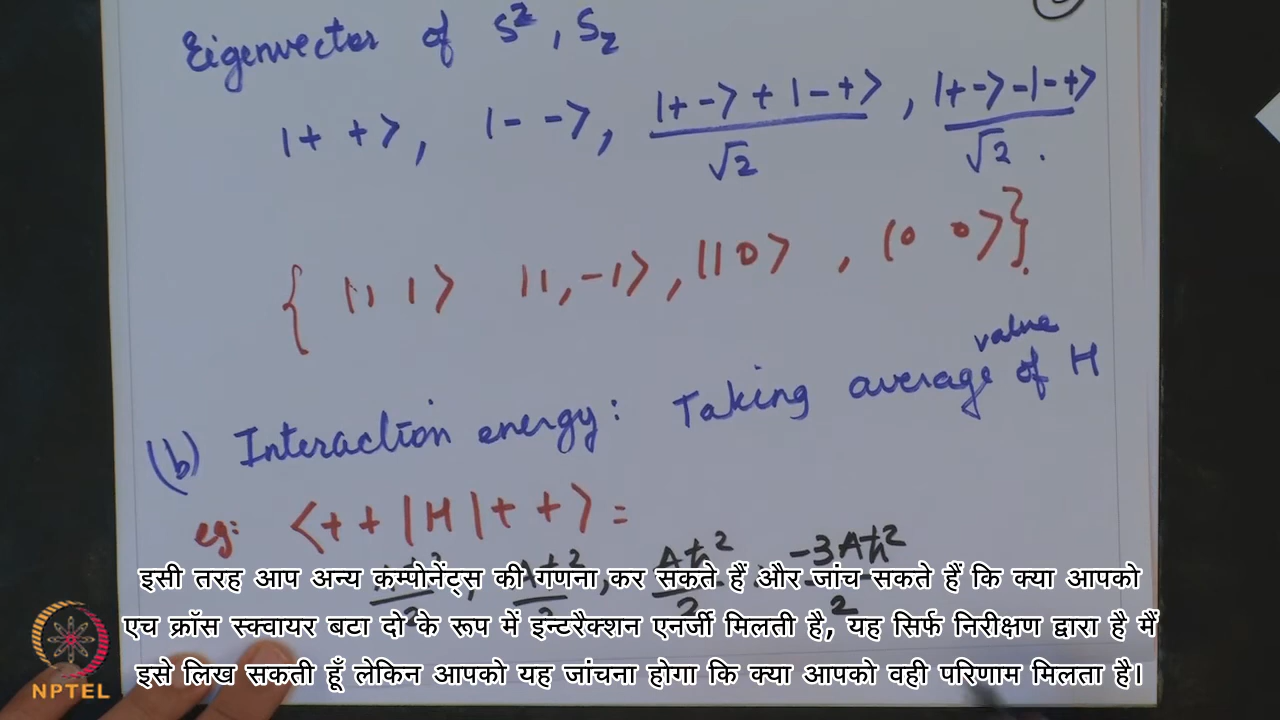 Eigenvector of S², S_z
|+ +>, |- ->, |+ -> + |- +>/√2, |+ -> - |- +>/√2.
{ |1 1> |1,-1>, |1 0>, |0 0> }.
value
(b) Interaction energy: Taking average of H
eg: <+ + | H | + +> =
Aħ²/2, Aħ²/2, -3Aħ²/2
इसी तरह आप अन्य कम्पोनेंट्स की गणना कर सकते हैं और जांच सकते हैं कि क्या आपको
एच क्रॉस स्क्वायर बटा दो के रूप में इन्टरैक्शन एनर्जी मिलती है, यह सिर्फ निरीक्षण द्वारा है मैं
इसे लिख सकती हूँ लेकिन आपको यह जांचना होगा कि क्या आपको वही परिणाम मिलता है।
NPTEL